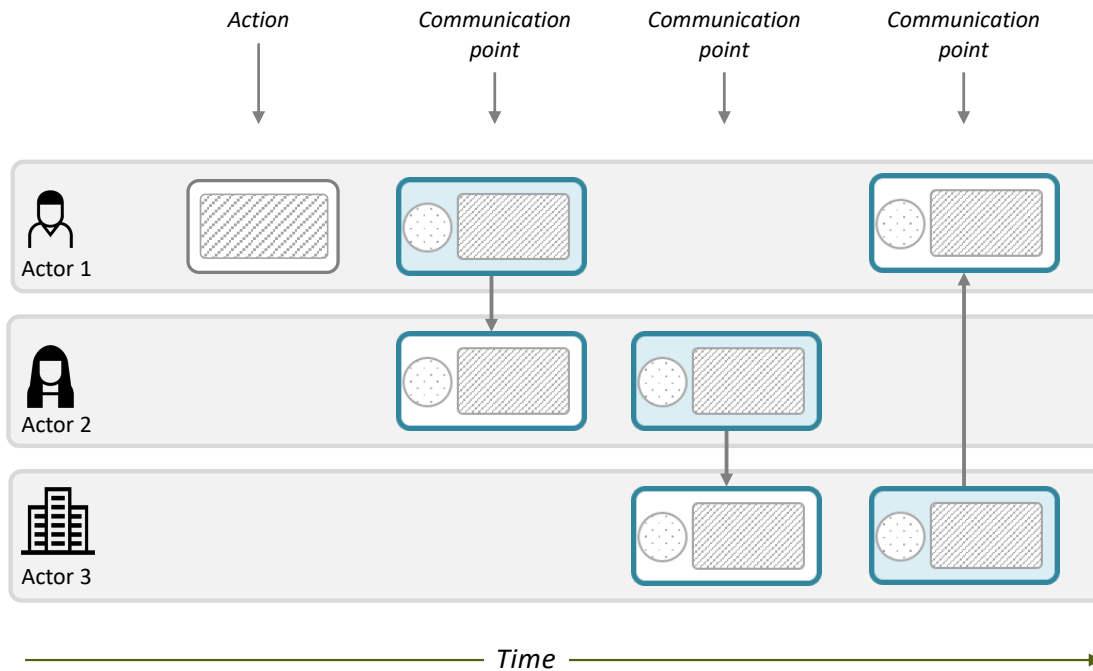 Action
Communication
point
Communication
point
Communication
point
Actor 1
Actor 2
Actor 3
Time